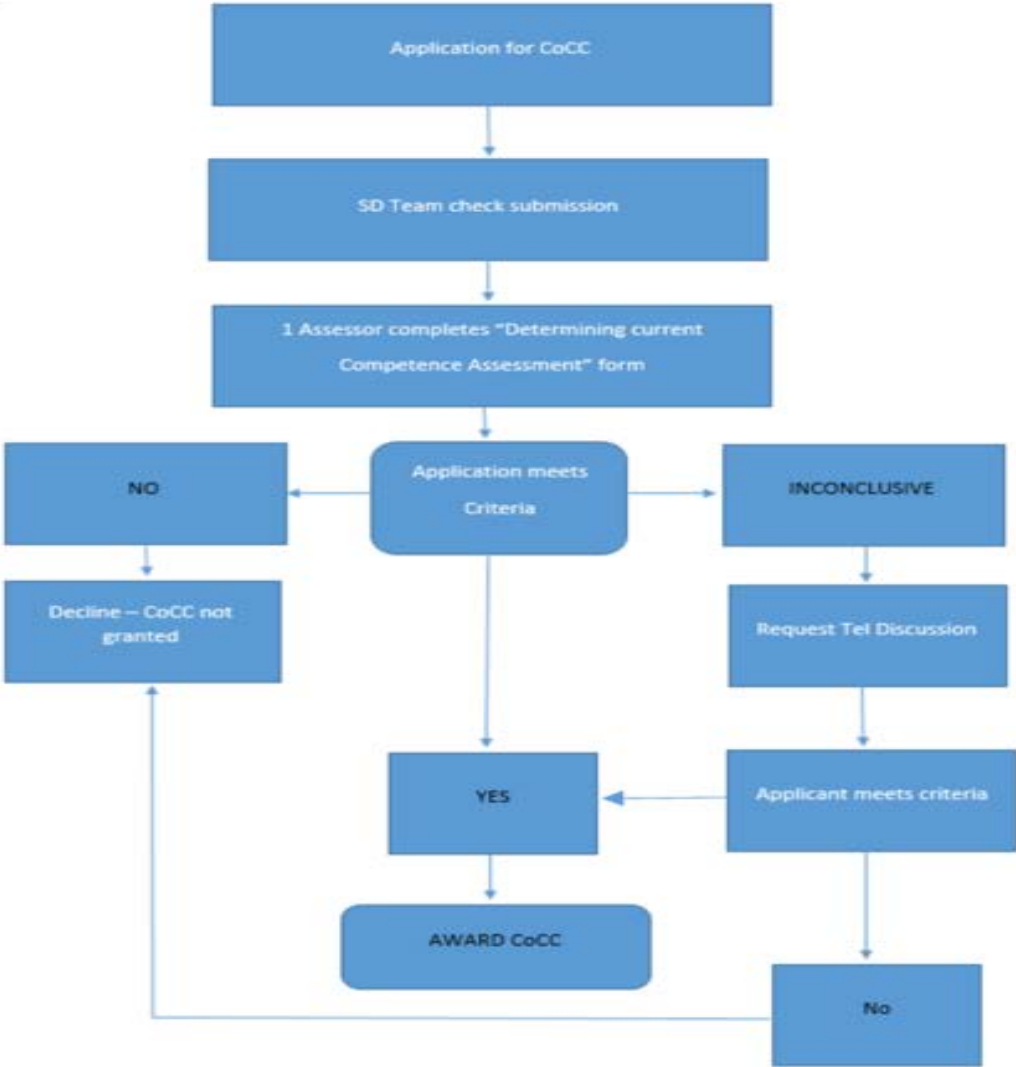 Application for CoCC
SD Team check submission
1 Assessor completes "Determining current
Competence Assessment" form
Application meets
Criteria
NO
INCONCLUSIVE
Decline – CoCC not
granted
Request Tel Discussion
YES
Applicant meets criteria
AWARD CoCC
No